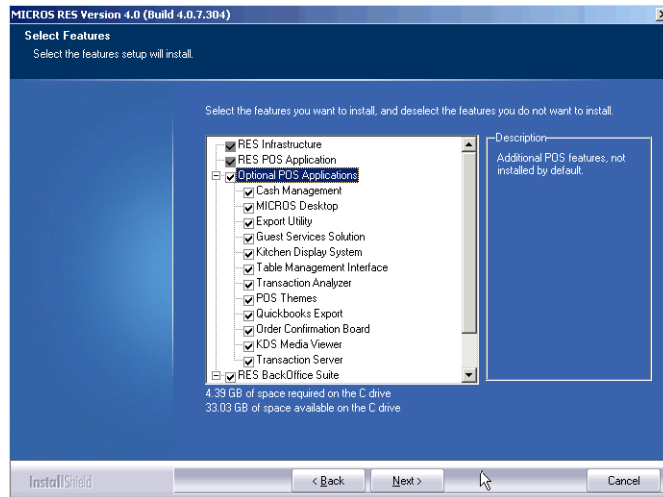 MICROS RES Version 4.0 (Build 4.0.7.304)
Select Features
Select the features setup will install.
Select the features you want to install, and deselect the features you do not want to install.
RES Infrastructure
RES POS Application
Optional POS Applications
Cash Management
MICROS Desktop
Export Utility
Guest Services Solution
Kitchen Display System
Table Management Interface
Transaction Analyzer
POS Themes
Quickbooks Export
Order Confirmation Board
KDS Media Viewer
Transaction Server
RES BackOffice Suite
Description
Additional POS features, not
installed by default.
4.39 GB of space required on the C drive
33.03 GB of space available on the C drive
InstallShield
< Back
Next >
Cancel